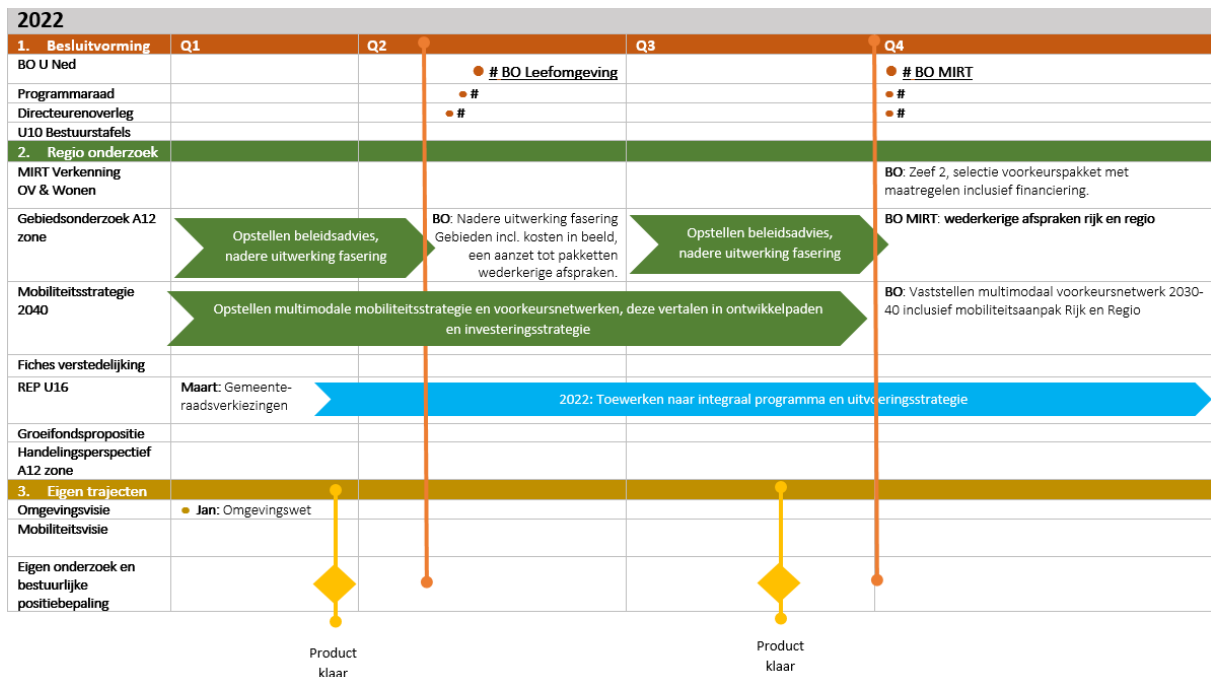 2022
1. Besluitvorming Q1 Q2 Q3 Q4
BO U Ned
# BO Leefomgeving # BO MIRT
Programmaraad # #
Directeurenoverleg # #
U10 Bestuurstafels
2. Regio onderzoek
MIRT Verkenning
OV & Wonen
BO: Zeef 2, selectie voorkeurspakket met
maatregelen inclusief financiering.
Gebiedsonderzoek A12
zone
Opstellen beleidsadvies,
nadere uitwerking fasering
BO: Nadere uitwerking fasering
Gebieden incl. kosten in beeld,
een aanzet tot pakketten
wederkerige afspraken.
Opstellen beleidsadvies,
nadere uitwerking fasering
BO MIRT: wederkerige afspraken rijk en regio
Mobiliteitsstrategie
2040
Opstellen multimodale mobiliteitsstrategie en voorkeursnetwerken, deze vertalen in ontwikkelpaden
en investeringsstrategie
BO: Vaststellen multimodaal voorkeursnetwerk 2030-
40 inclusief mobiliteitsaanpak Rijk en Regio
Fiches verstedelijking
REP U16
Maart: Gemeente-
raadsverkiezingen
2022: Toewerken naar integraal programma en uitvoeringsstrategie
Groeifondspropositie
Handelingsperspectief
A12 zone
3. Eigen trajecten
Omgevingsvisie
Jan: Omgevingswet
Mobiliteitsvisie
Eigen onderzoek en
bestuurlijke
positiebepaling
Product
klaar
Product
klaar